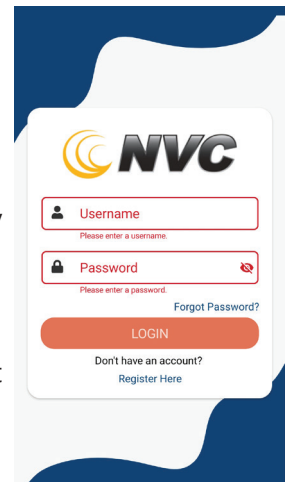 NVC
Username
Please enter a username.
Password
Please enter a password.
Forgot Password?
LOGIN
Don't have an account?
Register Here